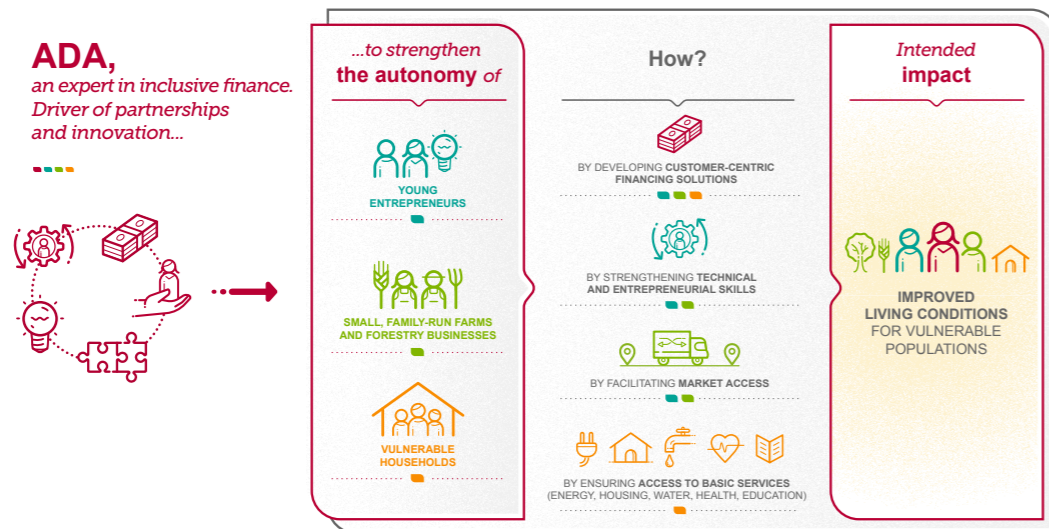 ADA,
an expert in inclusive finance.
Driver of partnerships
and innovation...
...to strengthen
the autonomy of
YOUNG
ENTREPRENEURS
SMALL, FAMILY-RUN FARMS
AND FORESTRY BUSINESSES
VULNERABLE
HOUSEHOLDS
How?
BY DEVELOPING CUSTOMER-CENTRIC
FINANCING SOLUTIONS
BY STRENGTHENING TECHNICAL
AND ENTREPRENEURIAL SKILLS
BY FACILITATING MARKET ACCESS
BY ENSURING ACCESS TO BASIC SERVICES
(ENERGY, HOUSING, WATER, HEALTH, EDUCATION)
Intended
impact
IMPROVED
LIVING CONDITIONS
FOR VULNERABLE
POPULATIONS